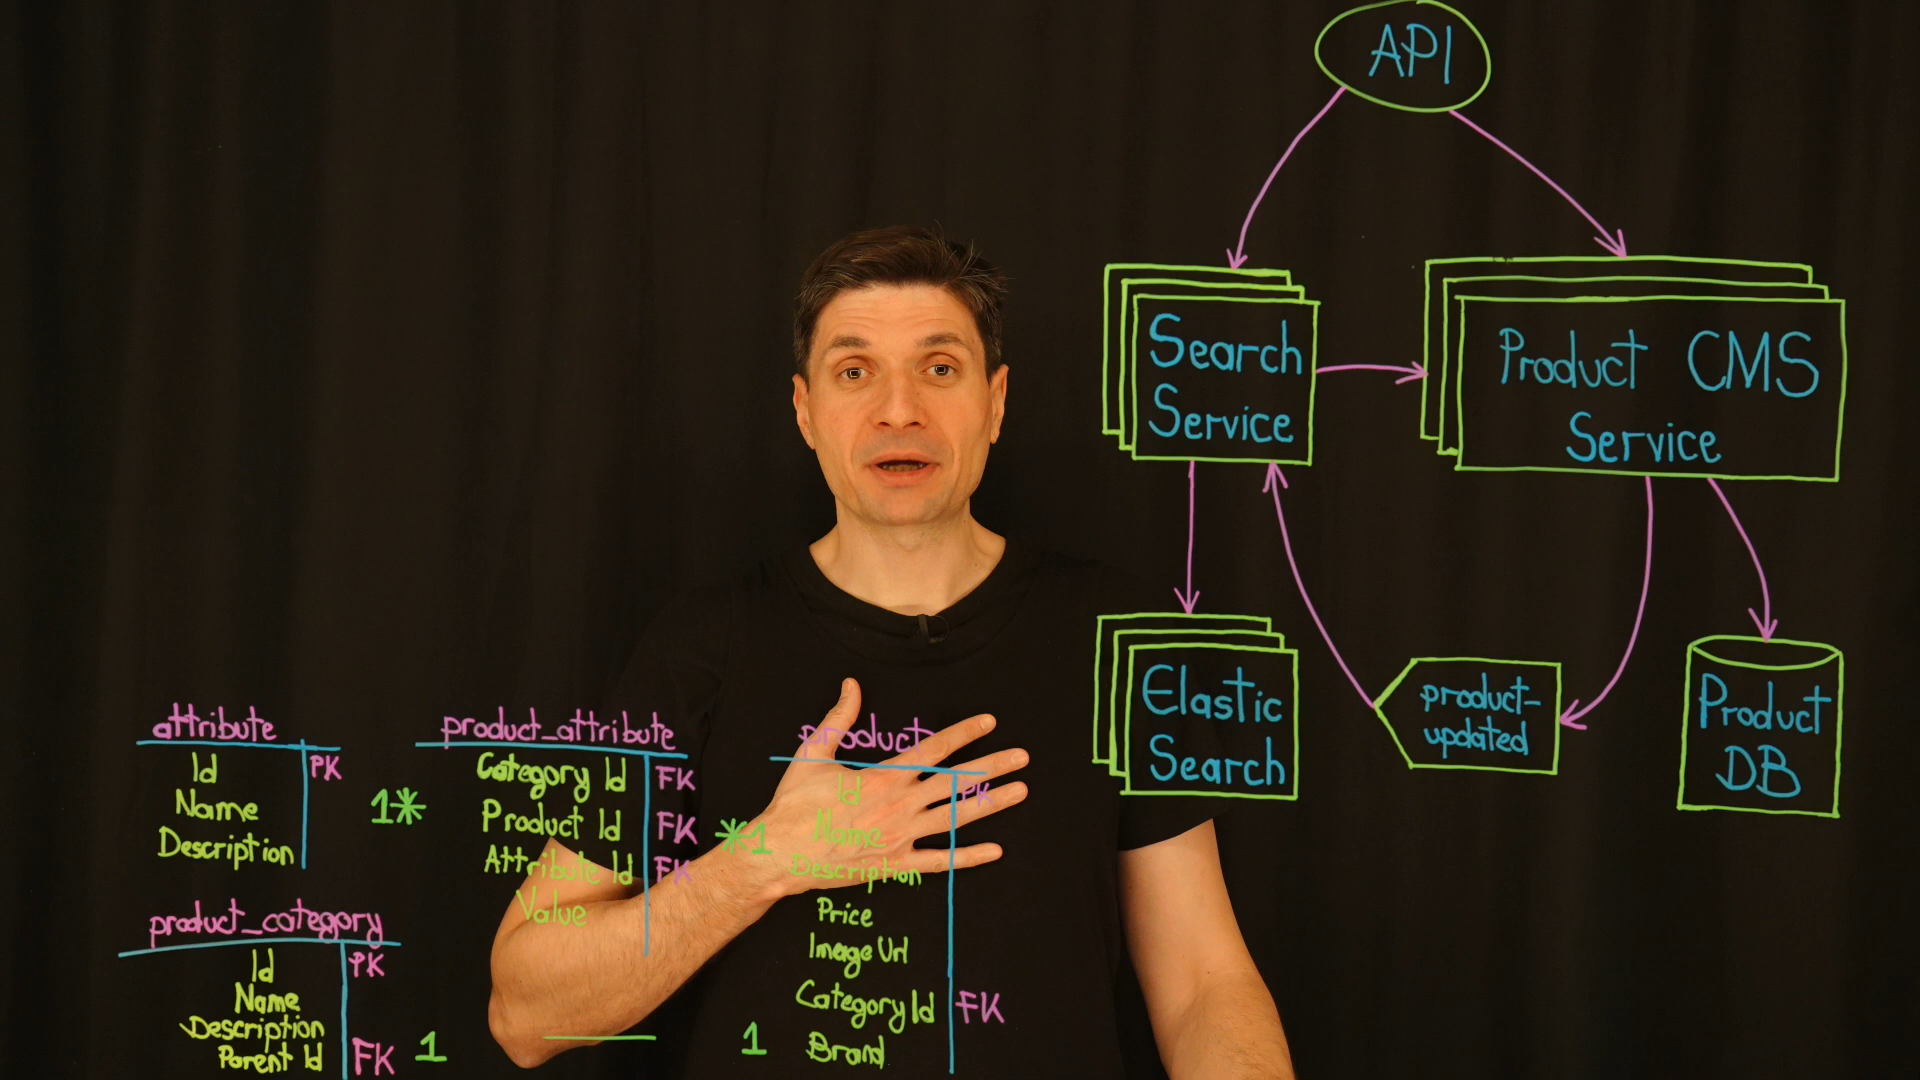 API
Search
Service
Product CMS
Service
Elastic
Search
product-
updated
Product
DB
attribute
Id PK
Name
Description
1*
product_attribute
Category Id FK
Product Id FK
Attribute Id FK
Value
*1
product
Id PK
Name
Description
Price
Image Url
Category Id FK
Brand
product_category
Id PK
Name
Description
Parent Id FK
1
1